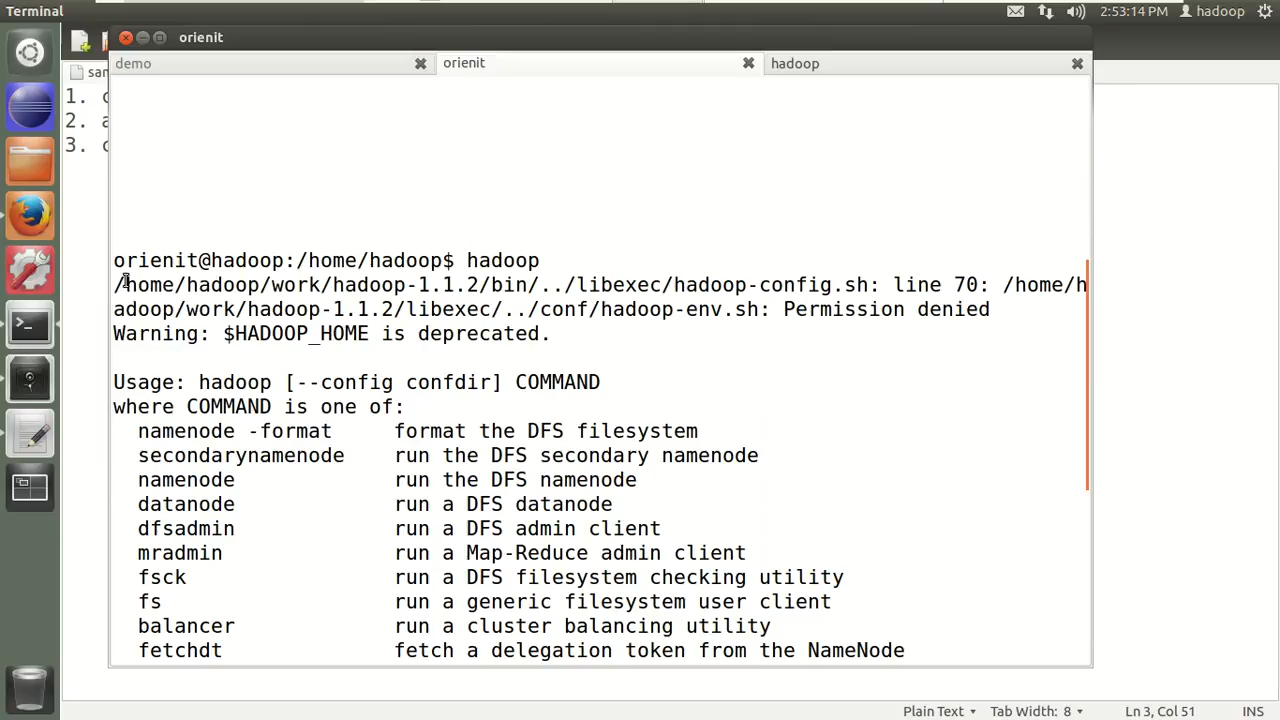 Terminal
2:53:14 PM
hadoop
orienit
demo
orienit
hadoop
1.
2.
3.
orienit@hadoop:/home/hadoop$ hadoop
/home/hadoop/work/hadoop-1.1.2/bin/../libexec/hadoop-config.sh: line 70: /home/h
adoop/work/hadoop-1.1.2/libexec/../conf/hadoop-env.sh: Permission denied
Warning: $HADOOP_HOME is deprecated.
Usage: hadoop [--config confdir] COMMAND
where COMMAND is one of:
namenode -format format the DFS filesystem
secondarynamenode run the DFS secondary namenode
namenode run the DFS namenode
datanode run a DFS datanode
dfsadmin run a DFS admin client
mradmin run a Map-Reduce admin client
fsck run a DFS filesystem checking utility
fs run a generic filesystem user client
balancer run a cluster balancing utility
fetchdt fetch a delegation token from the NameNode
Plain Text Tab Width: 8 Ln 3, Col 51 INS